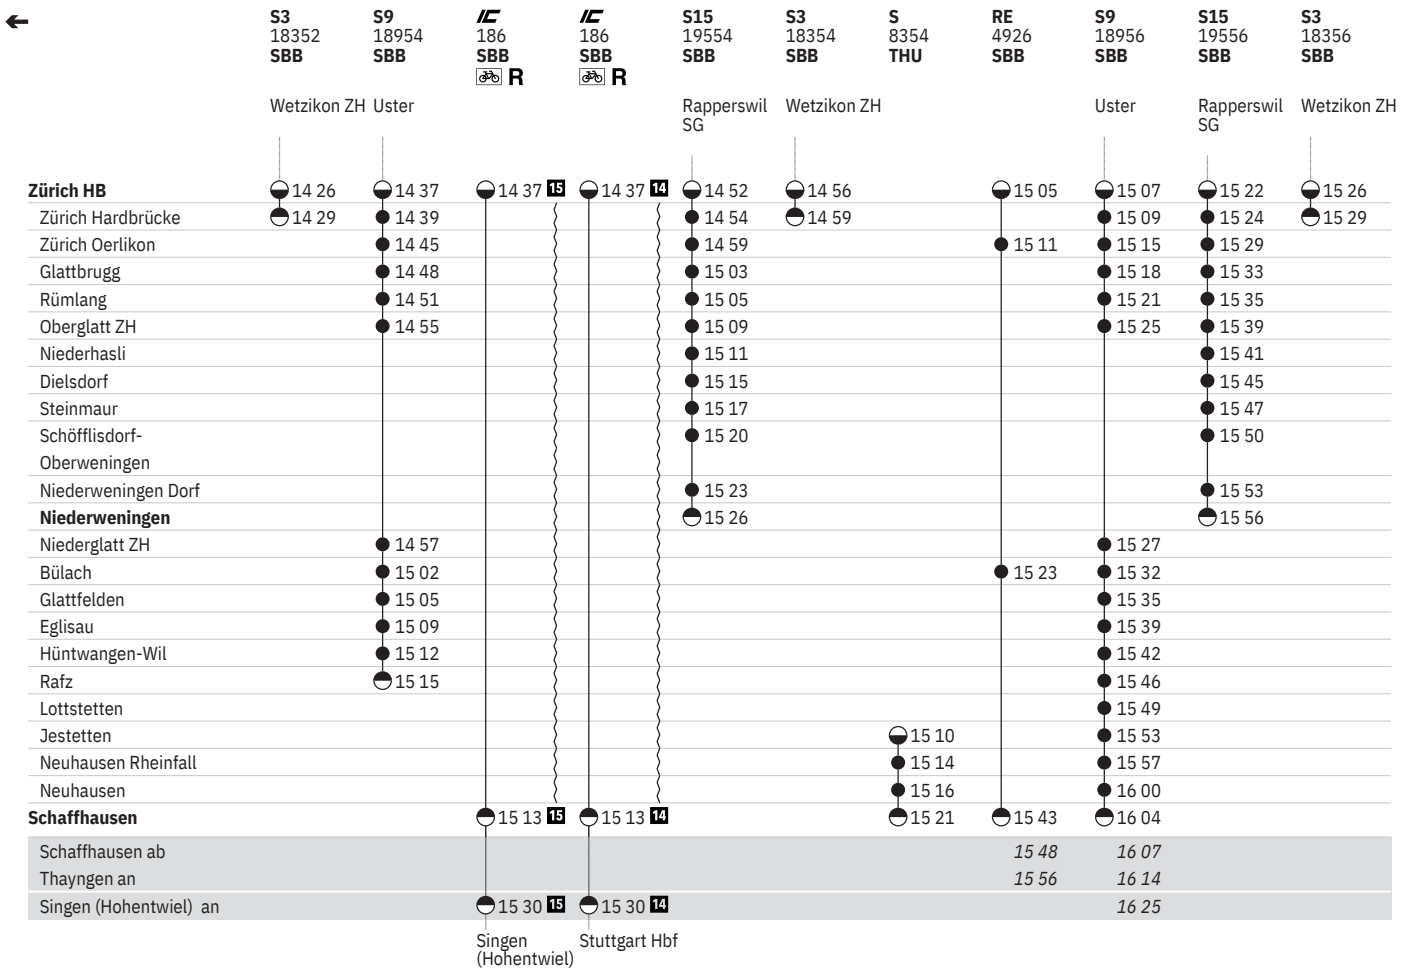 S3 S9 IC IC S15 S3 S RE S9 S15 S3
18352 18954 186 186 19554 18354 8354 4926 18956 19556 18356
SBB SBB SBB SBB SBB SBB THU SBB SBB SBB SBB
R R
Wetzikon ZH Uster Rapperswil Wetzikon ZH Uster Rapperswil Wetzikon ZH
SG SG
Zürich HB 14 26 14 37 14 37 15 14 37 14 14 52 14 56 15 05 15 07 15 22 15 26
Zürich Hardbrücke 14 29 14 39 14 54 14 59 15 09 15 24 15 29
Zürich Oerlikon 14 45 14 59 15 11 15 15 15 29
Glattbrugg 14 48 15 03 15 18 15 33
Rümlang 14 51 15 05 15 21 15 35
Oberglatt ZH 14 55 15 09 15 25 15 39
Niederhasli 15 11 15 41
Dielsdorf 15 15 15 45
Steinmaur 15 17 15 47
Schöfflisdorf- 15 20 15 50
Oberweningen
Niederweningen Dorf 15 23 15 53
Niederweningen 15 26 15 56
Niederglatt ZH 14 57 15 27
Bülach 15 02 15 23 15 32
Glattfelden 15 05 15 35
Eglisau 15 09 15 39
Hüntwangen-Wil 15 12 15 42
Rafz 15 15 15 46
Lottstetten 15 49
Jestetten 15 10 15 53
Neuhausen Rheinfall 15 14 15 57
Neuhausen 15 16 16 00
Schaffhausen 15 13 15 15 13 14 15 21 15 43 16 04
Schaffhausen ab 15 48 16 07
Thayngen an 15 56 16 14
Singen (Hohentwiel) an 15 30 15 15 30 14 16 25
Singen Stuttgart Hbf
(Hohentwiel)